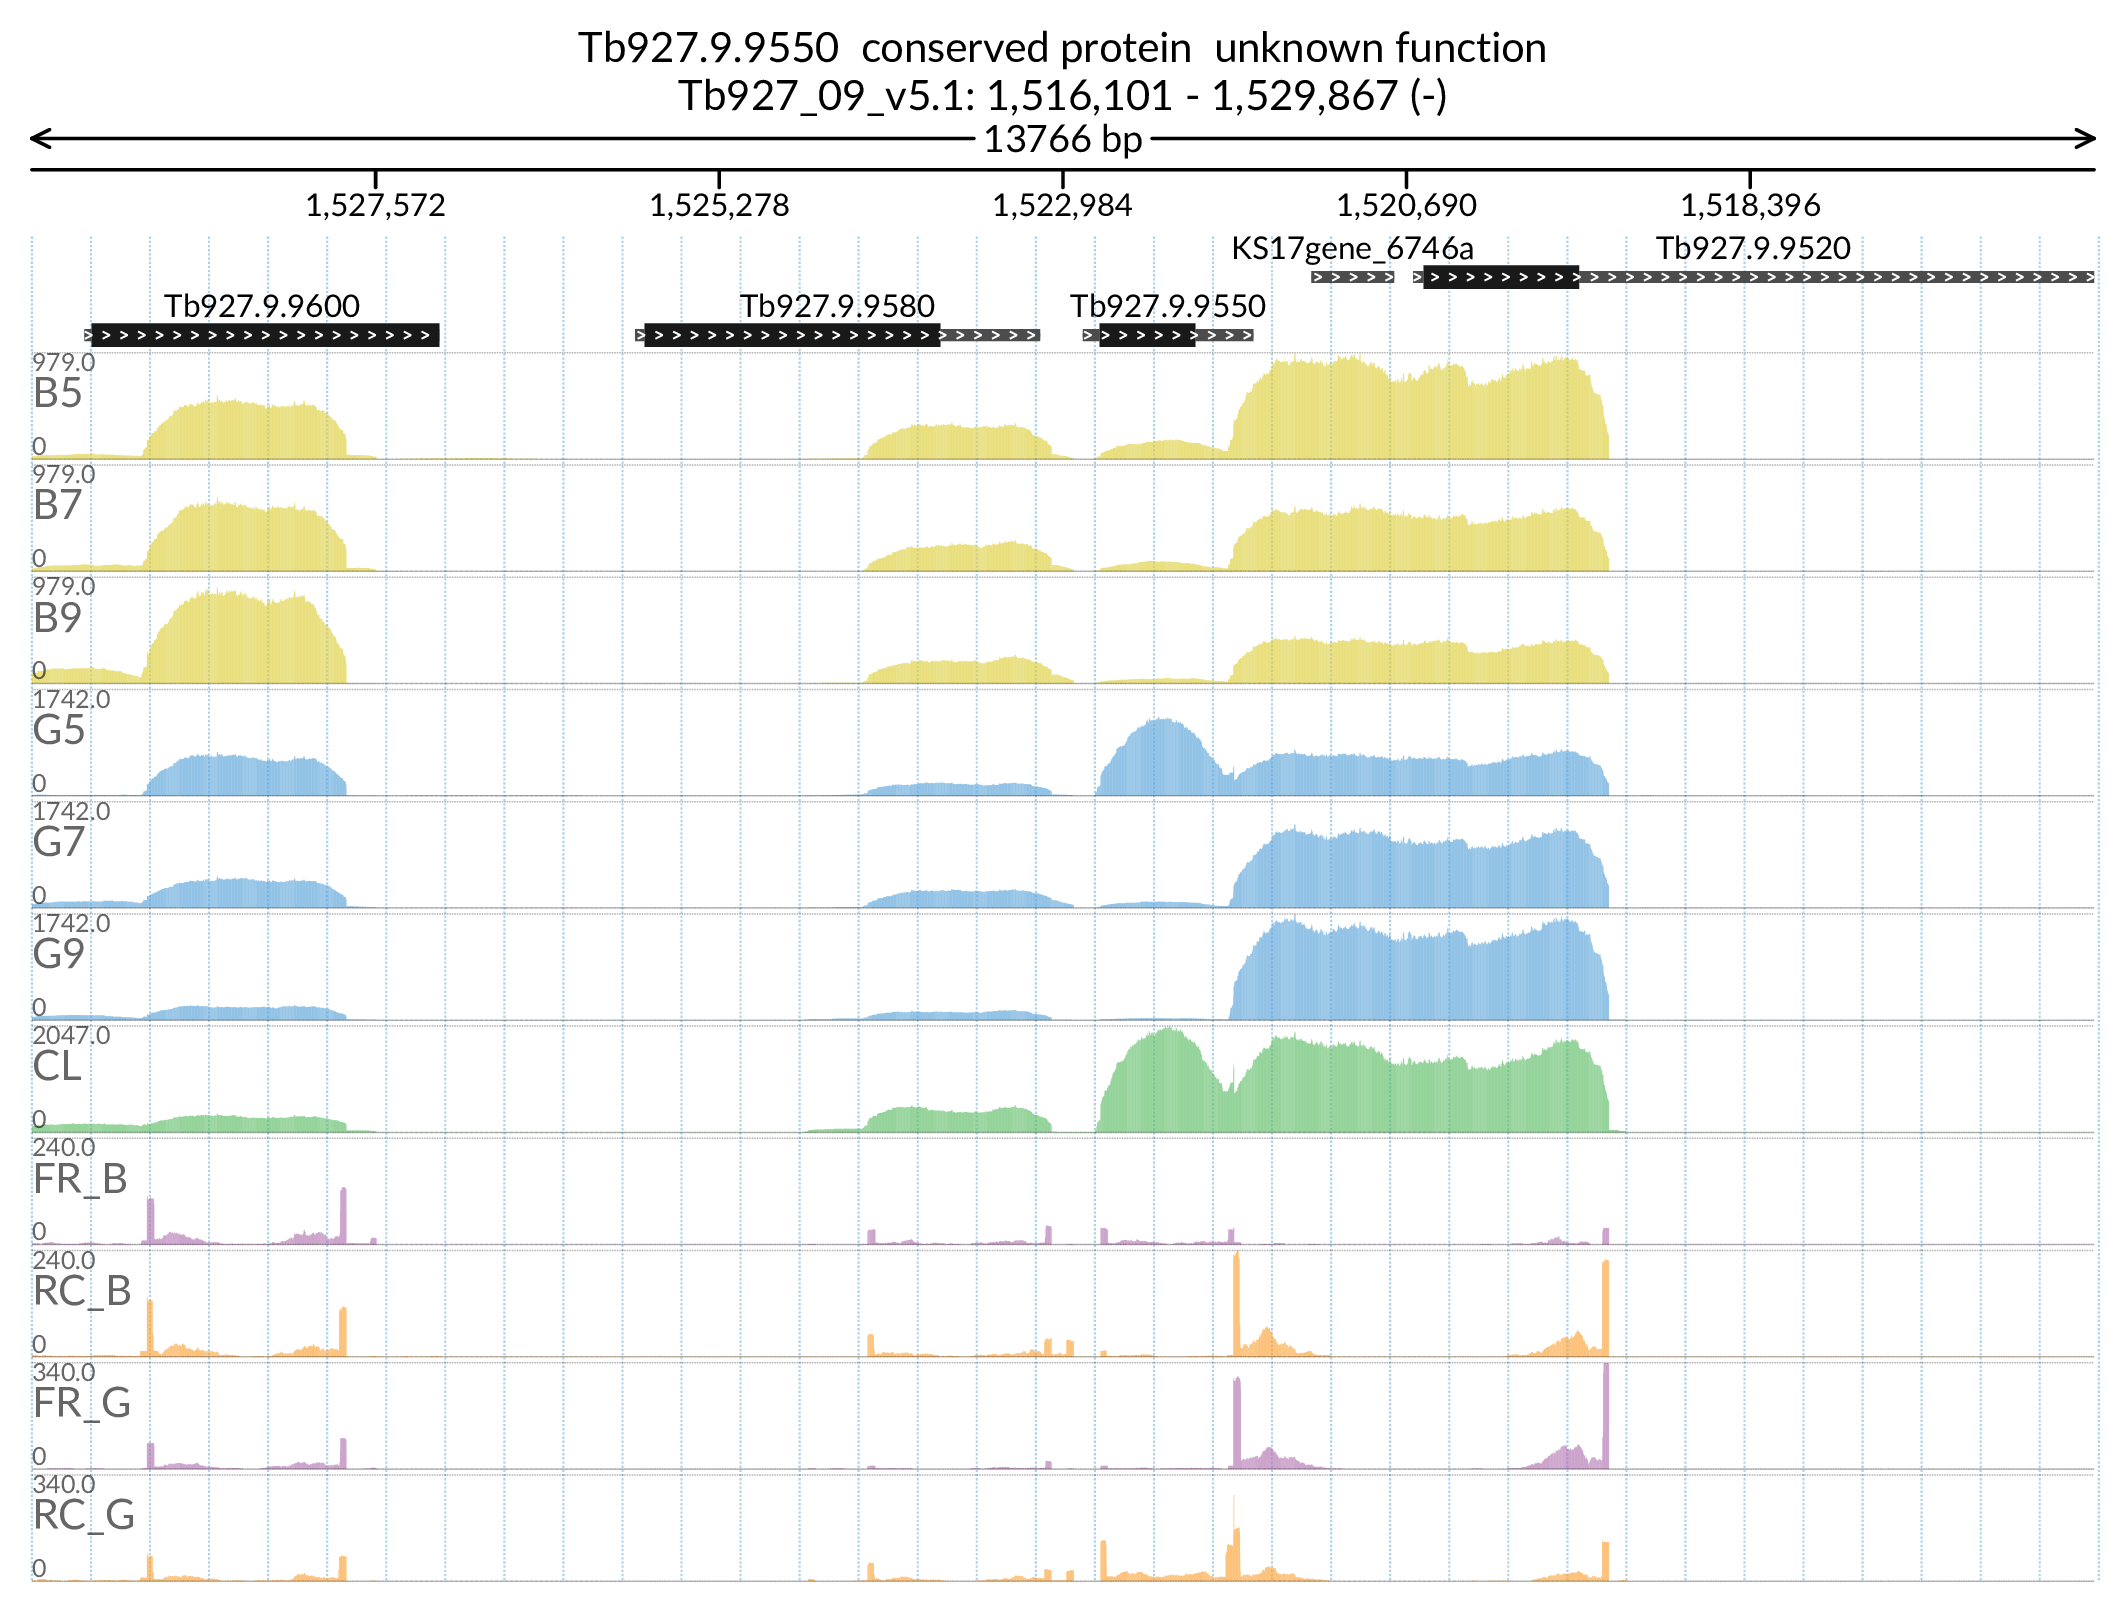 Tb927.9.9550  conserved protein  unknown function
Tb927_09_v5.1: 1,516,101 - 1,529,867 (-)
13766 bp
1,527,572 1,525,278 1,522,984 1,520,690 1,518,396
KS17gene_6746a Tb927.9.9520
Tb927.9.9600 Tb927.9.9580 Tb927.9.9550
979.0
B5
0
979.0
B7
0
979.0
B9
0
1742.0
G5
0
1742.0
G7
0
1742.0
G9
0
2047.0
CL
0
240.0
FR_B
0
240.0
RC_B
0
340.0
FR_G
0
340.0
RC_G
0